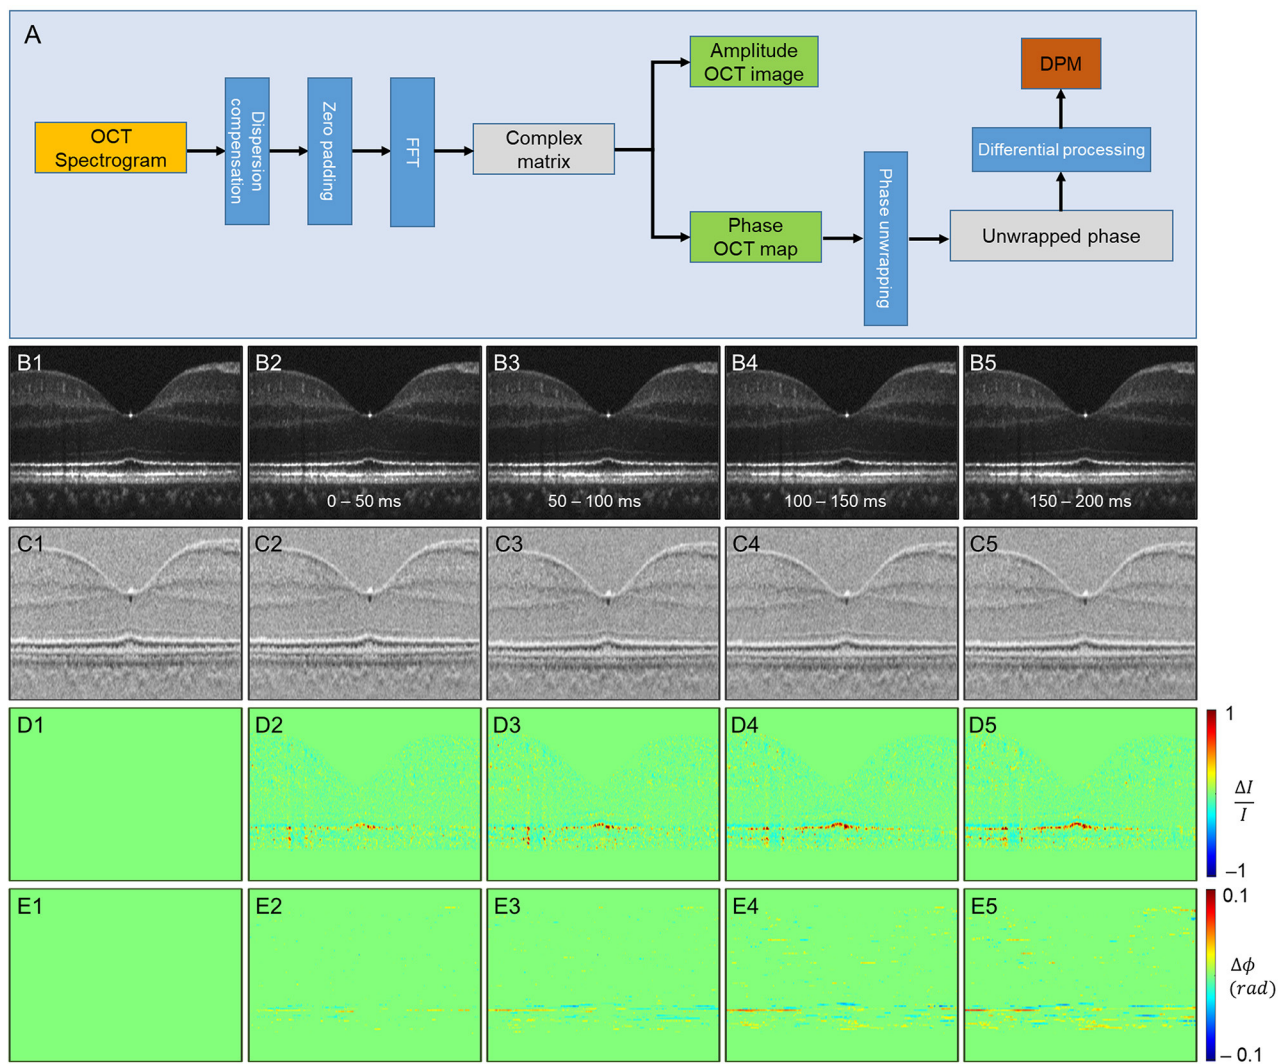 A
OCT
Spectrogram
Dispersion
compensation
Zero padding
FFT
Complex
matrix
Amplitude
OCT image
Phase
OCT map
Phase unwrapping
DPM
Differential processing
Unwrapped phase
B1
B2
0 – 50 ms
B3
50 – 100 ms
B4
100 – 150 ms
B5
150 – 200 ms
C1
C2
C3
C4
C5
D1
D2
D3
D4
D5
1
ΔI
I
–1
E1
E2
E3
E4
E5
0.1
Δϕ
(rad)
– 0.1